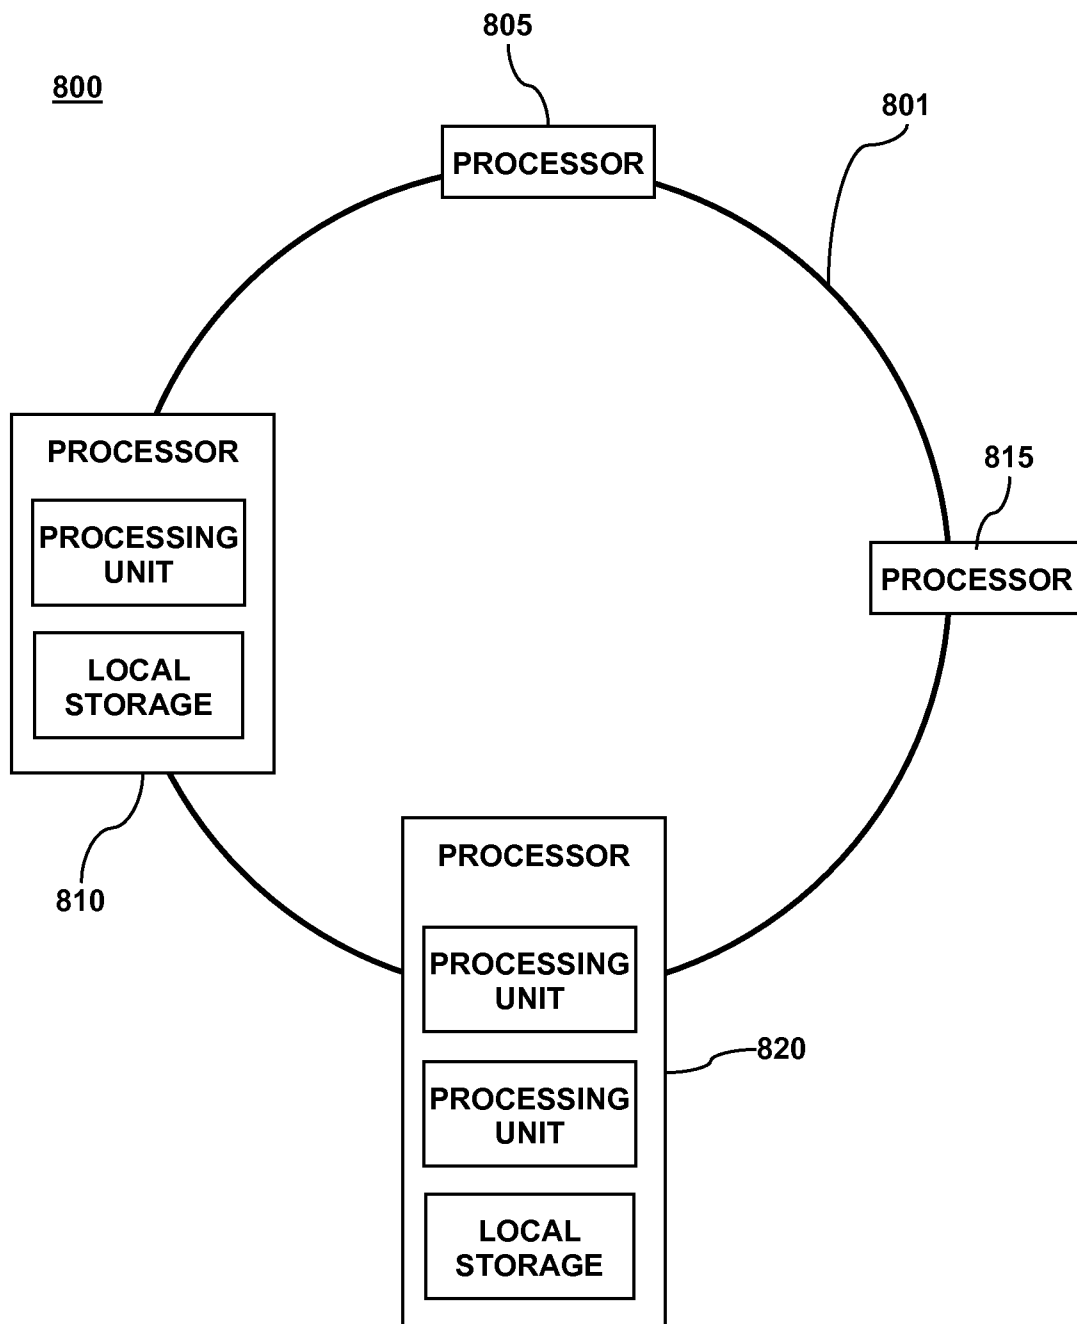 805
800
801
PROCESSOR
PROCESSOR
PROCESSING
UNIT
LOCAL
STORAGE
815
PROCESSOR
810
PROCESSOR
PROCESSING
UNIT
820
PROCESSING
UNIT
LOCAL
STORAGE